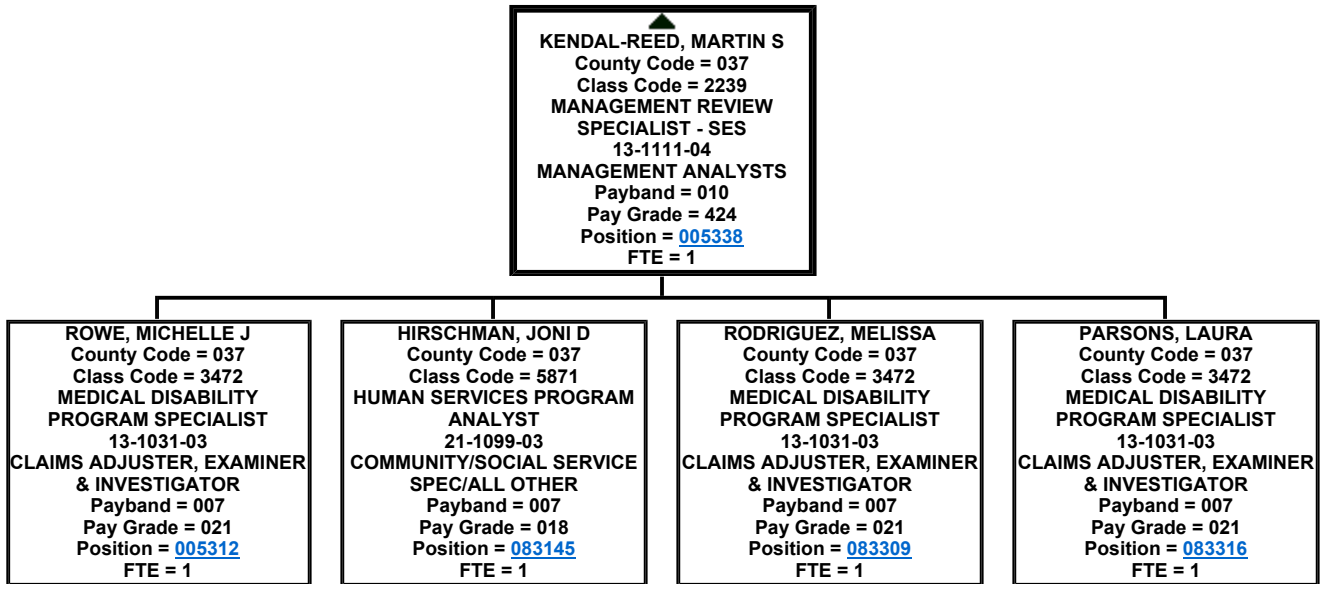 KENDAL-REED, MARTIN S
County Code = 037
Class Code = 2239
MANAGEMENT REVIEW
SPECIALIST - SES
13-1111-04
MANAGEMENT ANALYSTS
Payband = 010
Pay Grade = 424
Position = 005338
FTE = 1
ROWE, MICHELLE J
County Code = 037
Class Code = 3472
MEDICAL DISABILITY
PROGRAM SPECIALIST
13-1031-03
CLAIMS ADJUSTER, EXAMINER
& INVESTIGATOR
Payband = 007
Pay Grade = 021
Position = 005312
FTE = 1
HIRSCHMAN, JONI D
County Code = 037
Class Code = 5871
HUMAN SERVICES PROGRAM
ANALYST
21-1099-03
COMMUNITY/SOCIAL SERVICE
SPEC/ALL OTHER
Payband = 007
Pay Grade = 018
Position = 083145
FTE = 1
RODRIGUEZ, MELISSA
County Code = 037
Class Code = 3472
MEDICAL DISABILITY
PROGRAM SPECIALIST
13-1031-03
CLAIMS ADJUSTER, EXAMINER
& INVESTIGATOR
Payband = 007
Pay Grade = 021
Position = 083309
FTE = 1
PARSONS, LAURA
County Code = 037
Class Code = 3472
MEDICAL DISABILITY
PROGRAM SPECIALIST
13-1031-03
CLAIMS ADJUSTER, EXAMINER
& INVESTIGATOR
Payband = 007
Pay Grade = 021
Position = 083316
FTE = 1